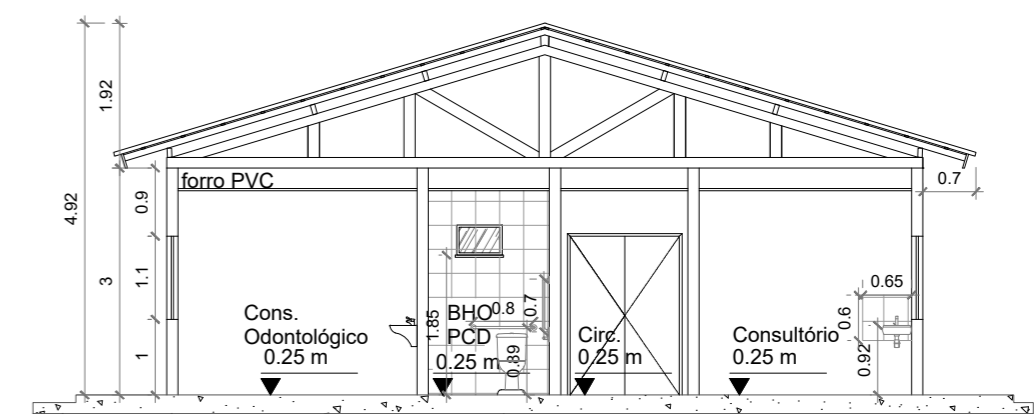 1.92
4.92
3
0.9
1.1
1
forro PVC
0.7
Cons.
Odontológico
0.25 m
1.85
BHO
PCD
0.25 m
0.8
0.7
0.89
Circ.
0.25 m
Consultório
0.25 m
0.65
0.6
0.92